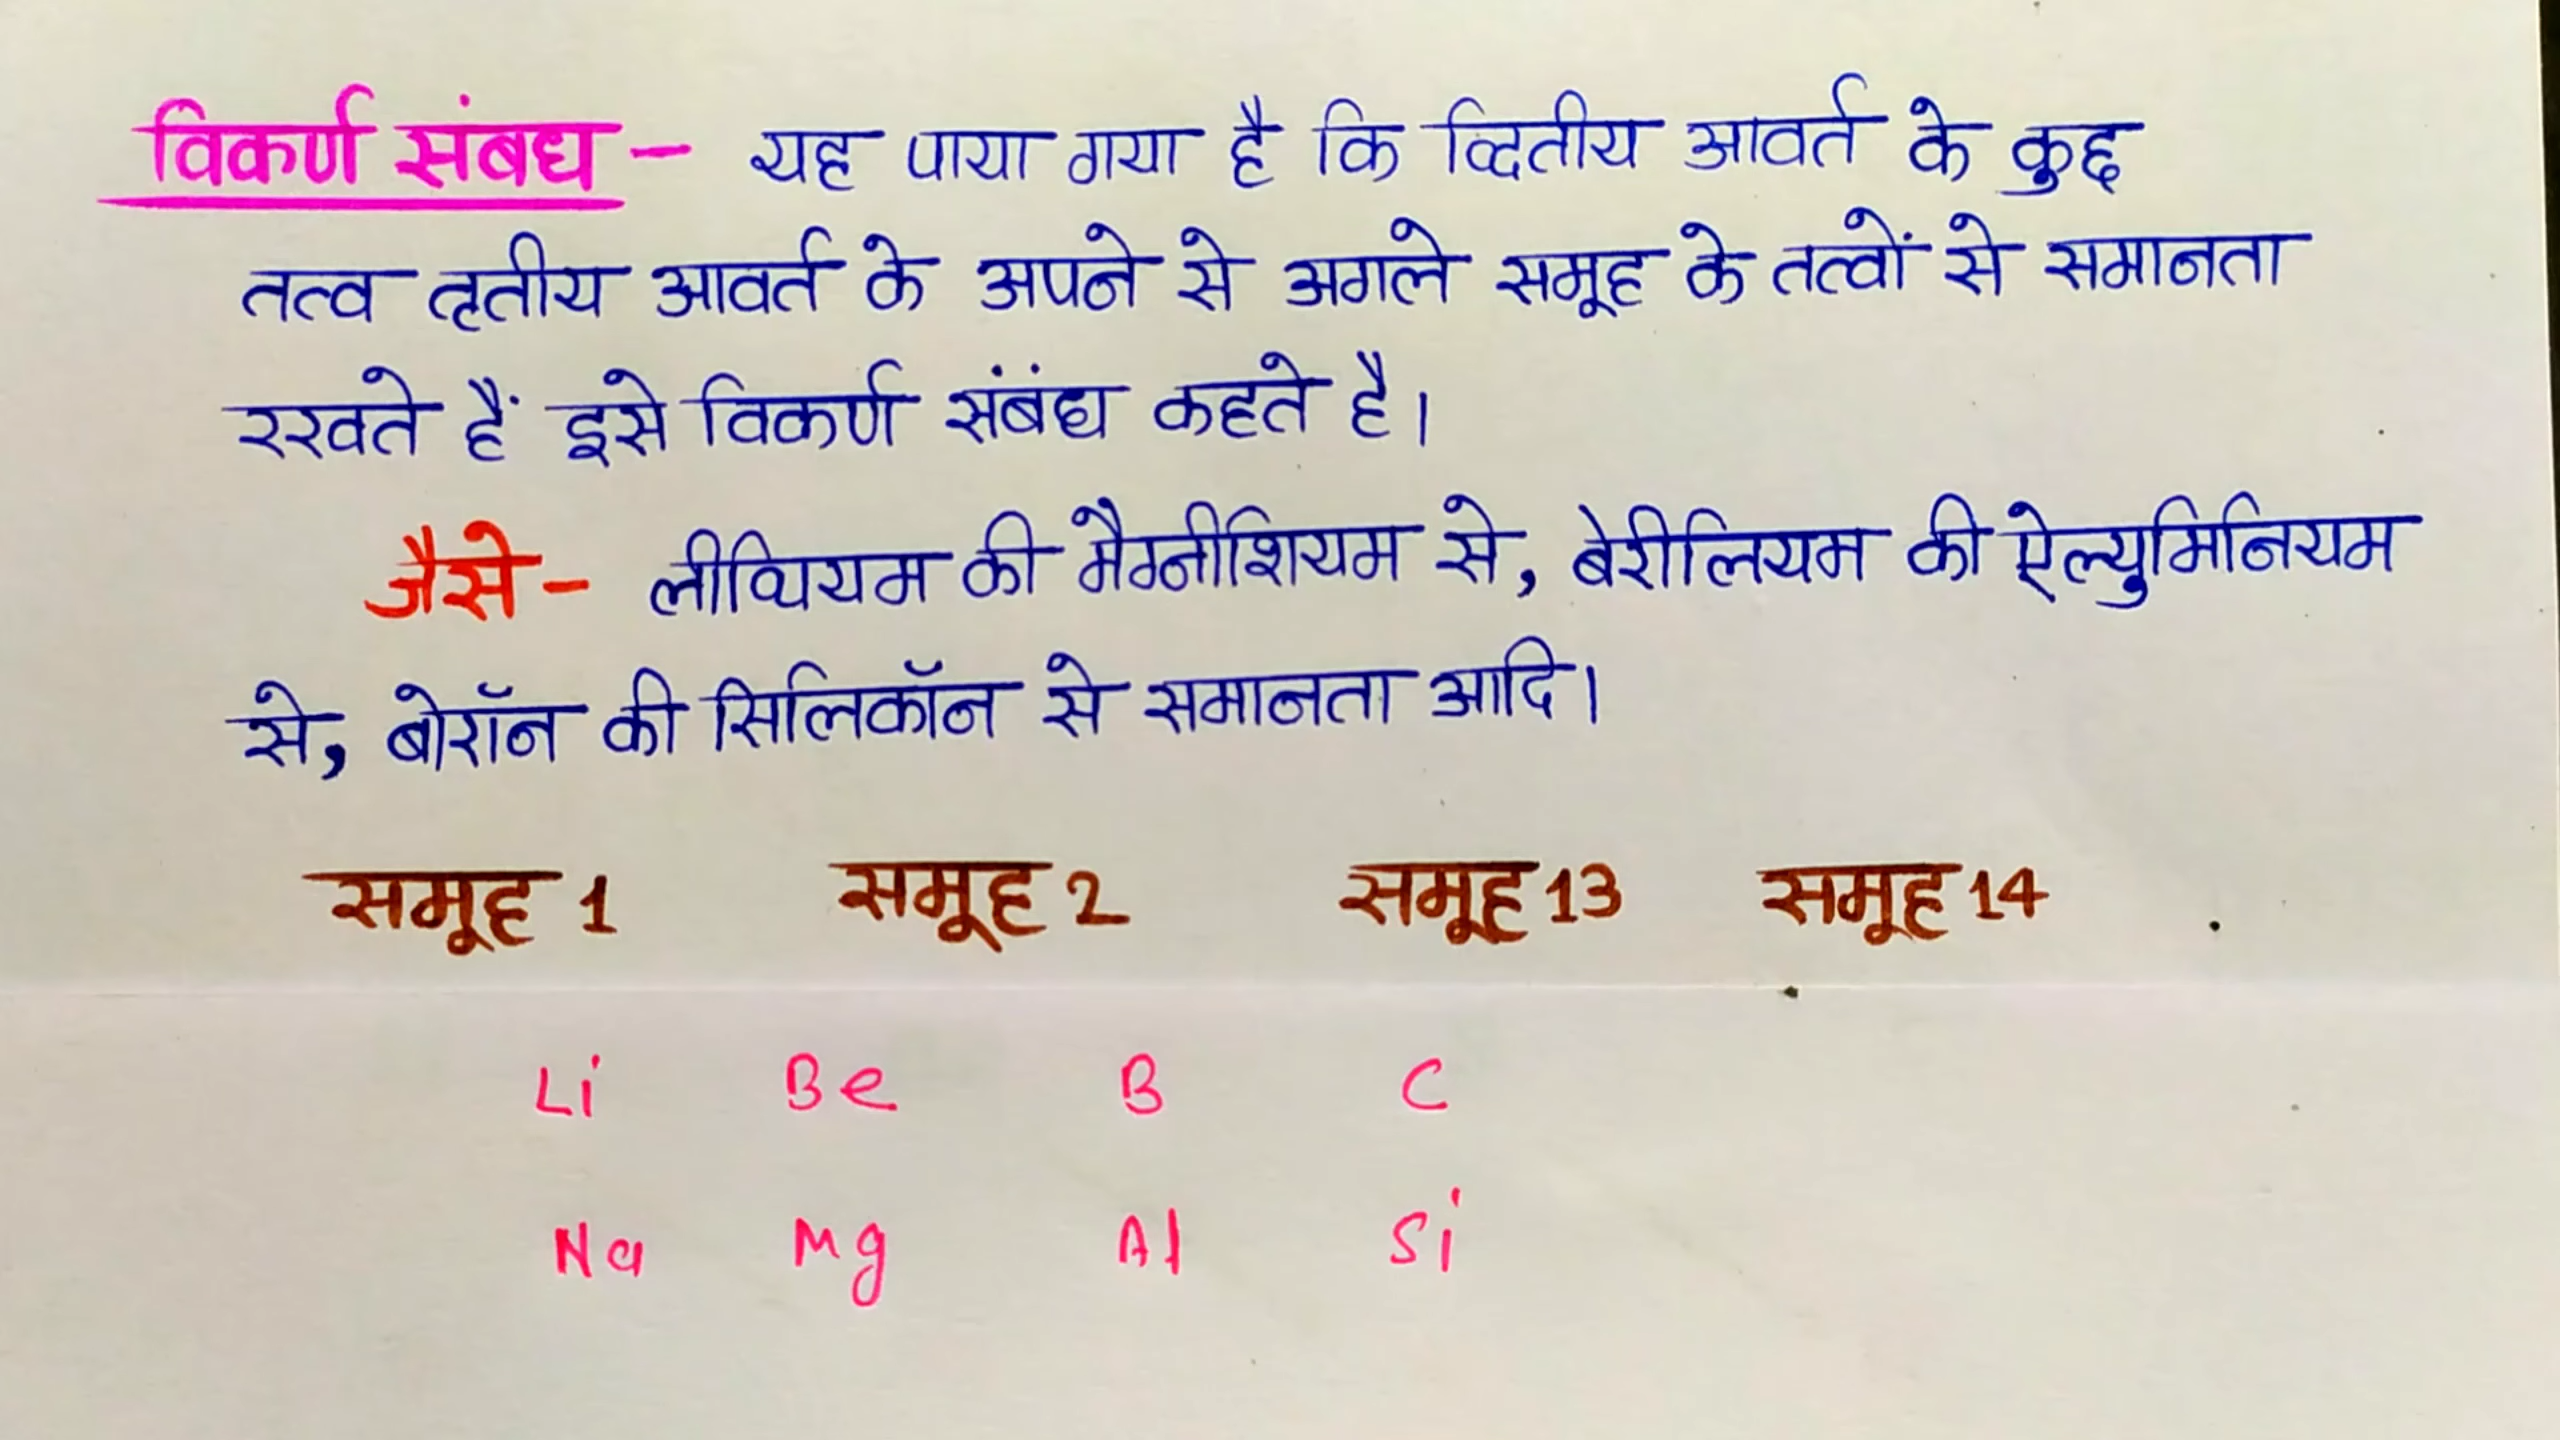 विकर्ण संबध - यह पाया गया है कि द्वितीय आवर्त के कुछ
तत्व तृतीय आवर्त के अपने से अगले समूह के तत्वों से समानता
रखते हैं इसे विकर्ण संबंध कहते है।
जैसे - लीथियम की मैग्नीशियम से, बेरीलियम की ऐल्युमिनियम
से, बोरॉन की सिलिकॉन से समानता आदि।
समूह 1 समूह 2 समूह 13 समूह 14
Li Be B C
Na Mg Al Si